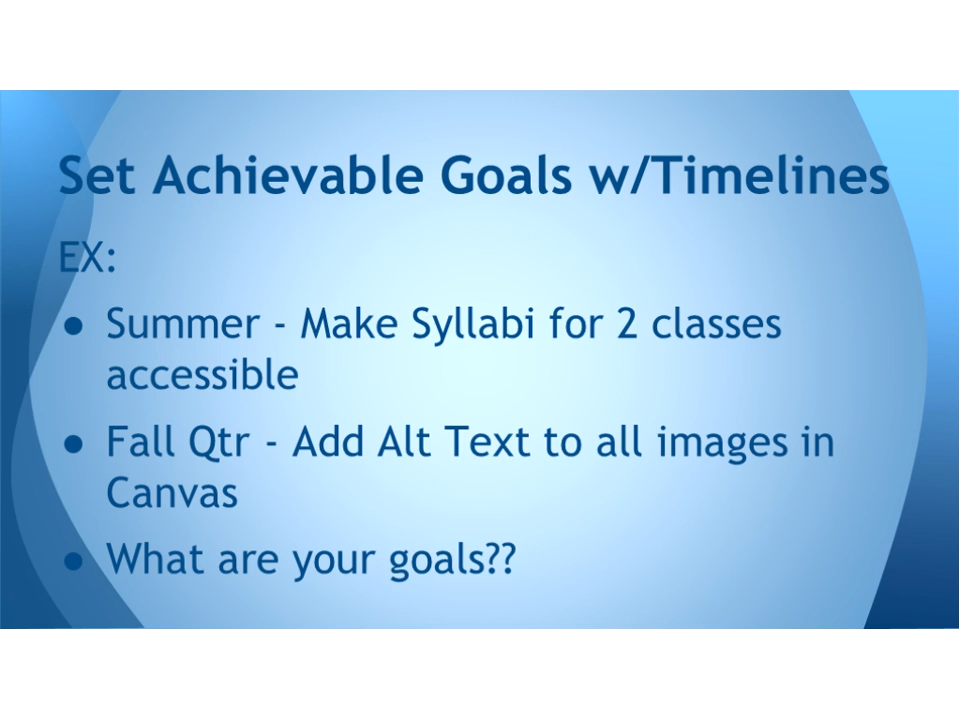 Set Achievable Goals w/Timelines
EX:
● Summer - Make Syllabi for 2 classes
accessible
● Fall Qtr - Add Alt Text to all images in
Canvas
● What are your goals??